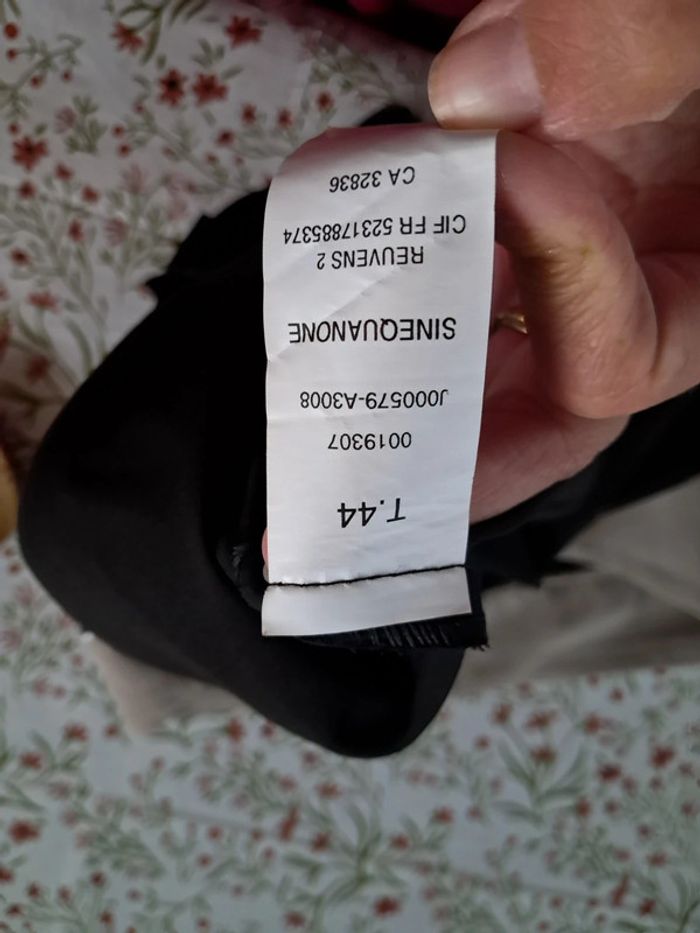 T.44
0019307
J000579-A3008
SINEQUANONE
REUVENS 2
CIF FR 52317885374
CA 32836